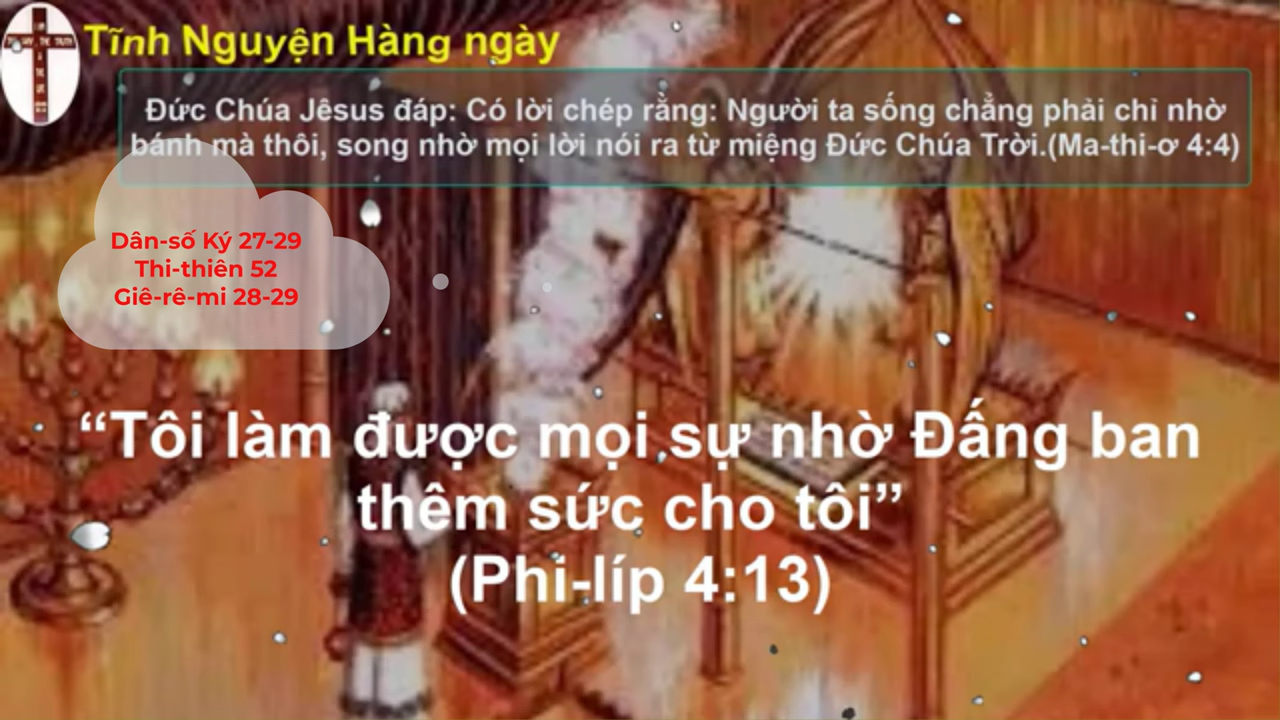 Tĩnh Nguyện Hàng ngày
Đức Chúa Jêsus đáp: Có lời chép rằng: Người ta sống chẳng phải chỉ nhờ
bánh mà thôi, song nhờ mọi lời nói ra từ miệng Đức Chúa Trời.(Ma-thi-ơ 4:4)
Dân-số Ký 27-29
Thi-thiên 52
Giê-rê-mi 28-29
“Tôi làm được mọi sự nhờ Đấng ban
thêm sức cho tôi”
(Phi-líp 4:13)